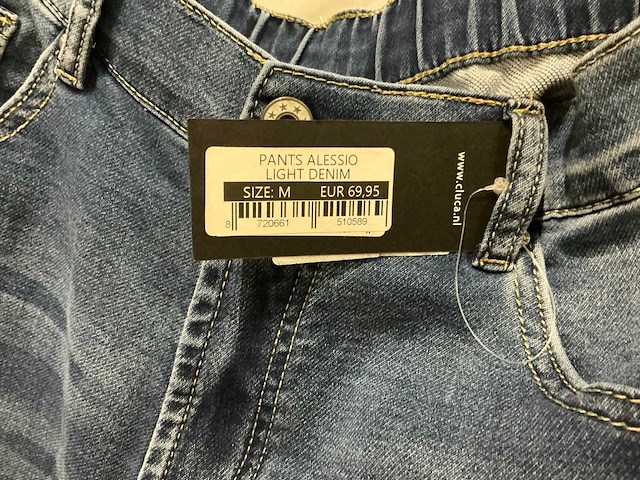 PANTS ALESSIO
LIGHT DENIM
SIZE: M EUR 69,95
8 720661 510589
www.cluca.nl